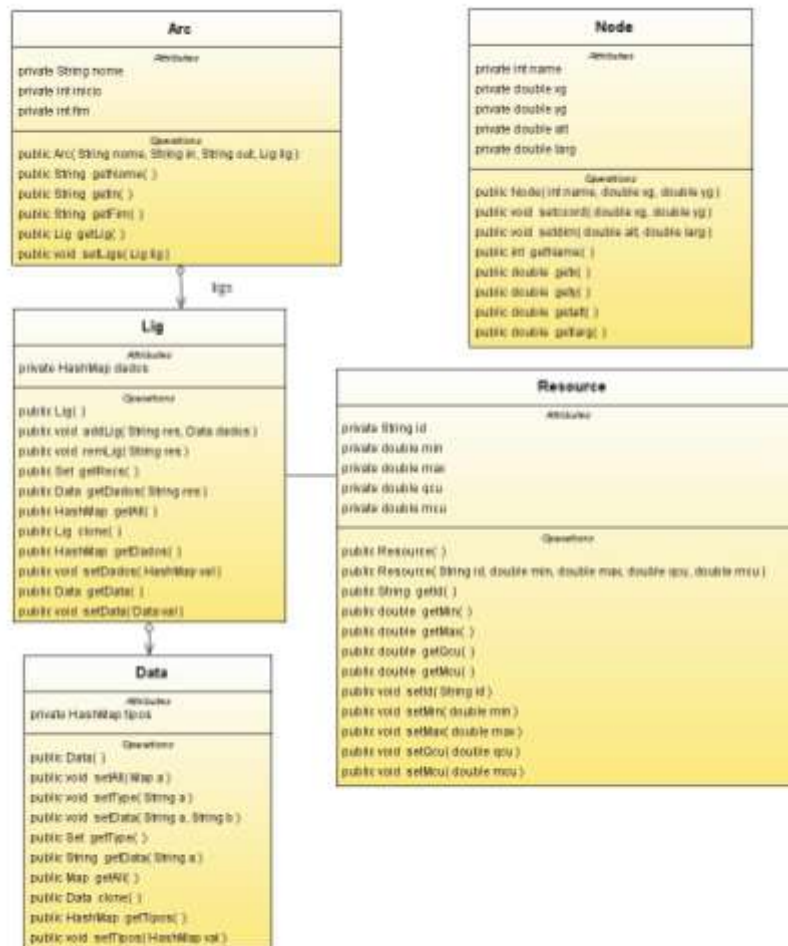 Arc
Attributes
private String nome
private int inicio
private int fim
Operations
public Arc( String nome, String in, String out, Lig lig )
public String getNome( )
public String getIn( )
public String getFim( )
public Lig getLig( )
public void setLigs( Lig lig )
ligs
Node
Attributes
private int name
private double xg
private double yg
private double alt
private double larg
Operations
public Node( int name, double xg, double yg )
public void setcoord( double xg, double yg )
public void setdim( double alt, double larg )
public int getName( )
public double getx( )
public double gety( )
public double getalt( )
public double getlarg( )
Lig
Attributes
private HashMap dados
Operations
public Lig( )
public void addLig( String res, Data dados )
public void remLig( String res )
public Set getRecs( )
public Data getDados( String res )
public HashMap getAll( )
public Lig clone( )
public HashMap getDados( )
public void setDados( HashMap val )
public Data getData( )
public void setData( Data val )
Resource
Attributes
private String id
private double min
private double max
private double qcu
private double mcu
Operations
public Resource( )
public Resource( String id, double min, double max, double qcu, double mcu )
public String getId( )
public double getMin( )
public double getMax( )
public double getQcu( )
public double getMcu( )
public void setId( String id )
public void setMin( double min )
public void setMax( double max )
public void setQcu( double qcu )
public void setMcu( double mcu )
Data
Attributes
private HashMap tipos
Operations
public Data( )
public void setAll( Map a )
public void setType( String a )
public void setData( String a, String b )
public Set getType( )
public String getData( String a )
public Map getAll( )
public Data clone( )
public HashMap getTipos( )
public void setTipos( HashMap val )